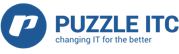 PUZZLE ITC
changing IT for the better